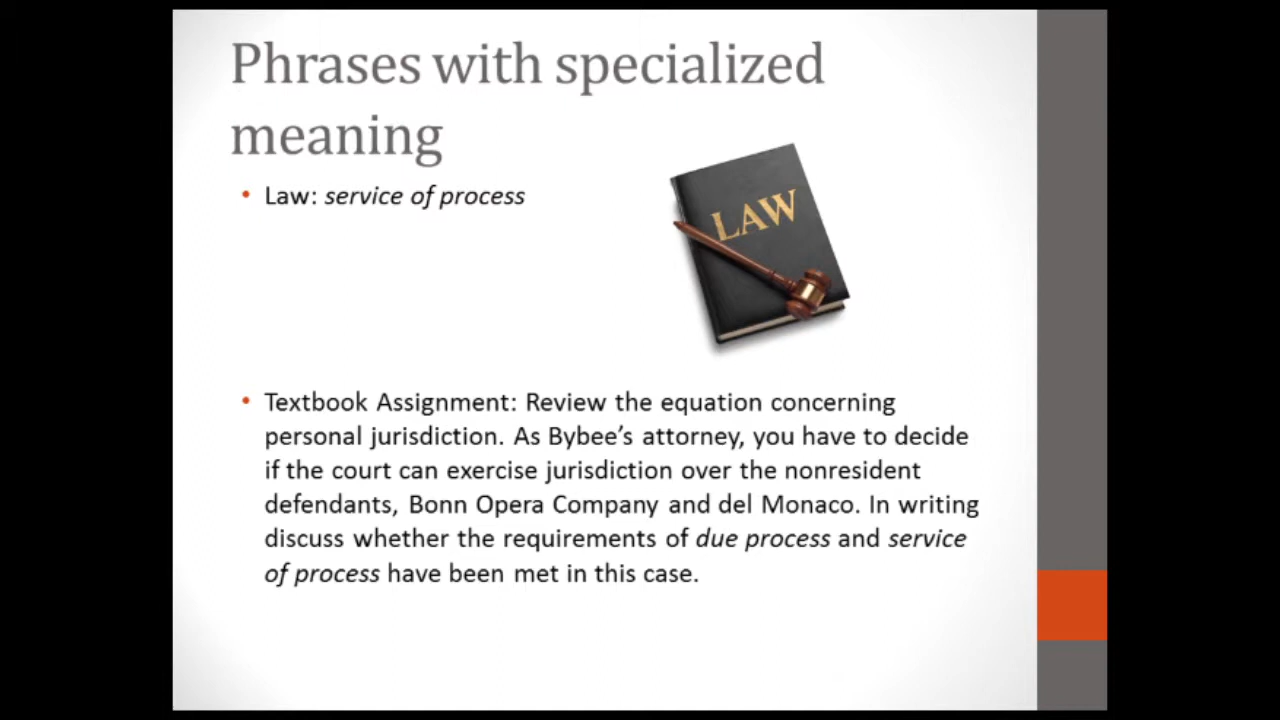 Phrases with specialized
meaning
• Law: service of process
LAW
• Textbook Assignment: Review the equation concerning
personal jurisdiction. As Bybee’s attorney, you have to decide
if the court can exercise jurisdiction over the nonresident
defendants, Bonn Opera Company and del Monaco. In writing
discuss whether the requirements of due process and service
of process have been met in this case.